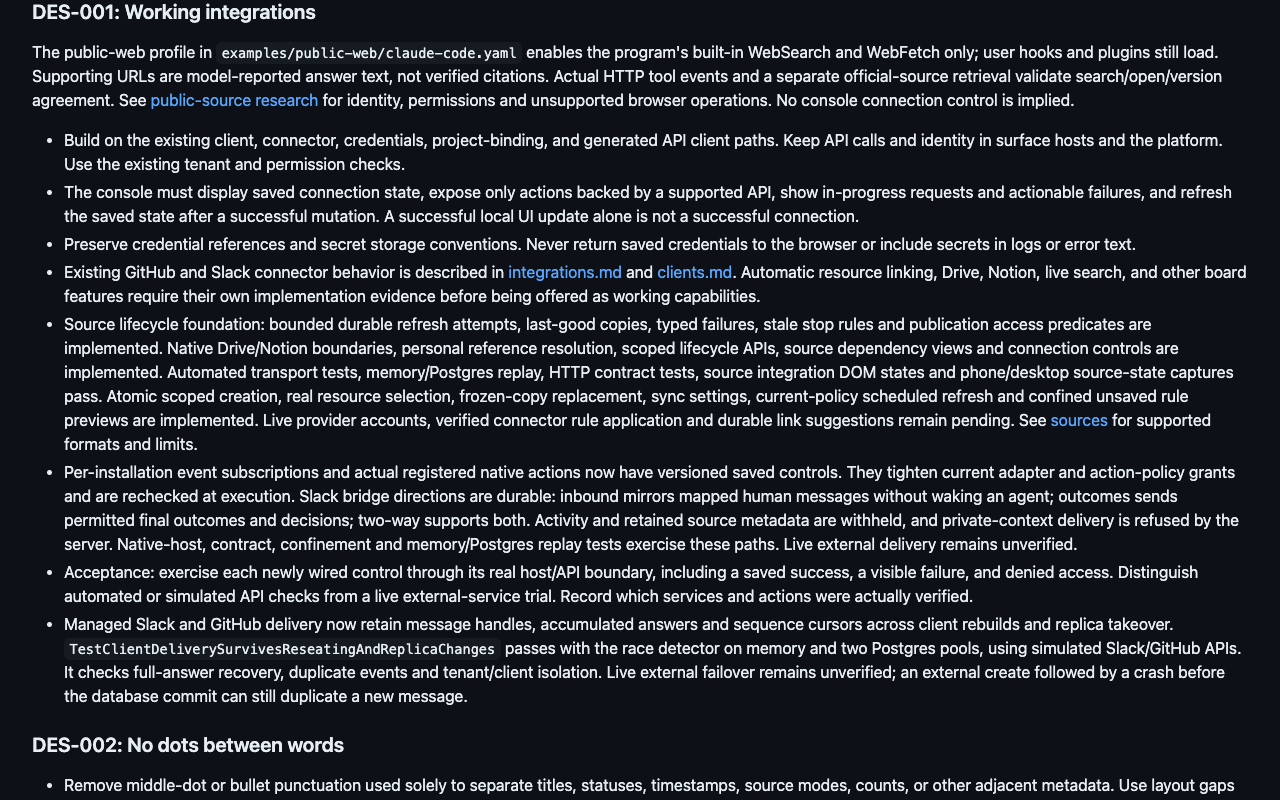 DES-001: Working integrations
The public-web profile in examples/public-web/claude-code.yaml enables the program's built-in WebSearch and WebFetch only; user hooks and plugins still load.
Supporting URLs are model-reported answer text, not verified citations. Actual HTTP tool events and a separate official-source retrieval validate search/open/version
agreement. See public-source research for identity, permissions and unsupported browser operations. No console connection control is implied.
• Build on the existing client, connector, credentials, project-binding, and generated API client paths. Keep API calls and identity in surface hosts and the platform.
Use the existing tenant and permission checks.
• The console must display saved connection state, expose only actions backed by a supported API, show in-progress requests and actionable failures, and refresh
the saved state after a successful mutation. A successful local UI update alone is not a successful connection.
• Preserve credential references and secret storage conventions. Never return saved credentials to the browser or include secrets in logs or error text.
• Existing GitHub and Slack connector behavior is described in integrations.md and clients.md. Automatic resource linking, Drive, Notion, live search, and other board
features require their own implementation evidence before being offered as working capabilities.
• Source lifecycle foundation: bounded durable refresh attempts, last-good copies, typed failures, stale stop rules and publication access predicates are
implemented. Native Drive/Notion boundaries, personal reference resolution, scoped lifecycle APIs, source dependency views and connection controls are
implemented. Automated transport tests, memory/Postgres replay, HTTP contract tests, source integration DOM states and phone/desktop source-state captures
pass. Atomic scoped creation, real resource selection, frozen-copy replacement, sync settings, current-policy scheduled refresh and confined unsaved rule
previews are implemented. Live provider accounts, verified connector rule application and durable link suggestions remain pending. See sources for supported
formats and limits.
• Per-installation event subscriptions and actual registered native actions now have versioned saved controls. They tighten current adapter and action-policy grants
and are rechecked at execution. Slack bridge directions are durable: inbound mirrors mapped human messages without waking an agent; outcomes sends
permitted final outcomes and decisions; two-way supports both. Activity and retained source metadata are withheld, and private-context delivery is refused by the
server. Native-host, contract, confinement and memory/Postgres replay tests exercise these paths. Live external delivery remains unverified.
• Acceptance: exercise each newly wired control through its real host/API boundary, including a saved success, a visible failure, and denied access. Distinguish
automated or simulated API checks from a live external-service trial. Record which services and actions were actually verified.
• Managed Slack and GitHub delivery now retain message handles, accumulated answers and sequence cursors across client rebuilds and replica takeover.
TestClientDeliverySurvivesReseatingAndReplicaChanges passes with the race detector on memory and two Postgres pools, using simulated Slack/GitHub APIs.
It checks full-answer recovery, duplicate events and tenant/client isolation. Live external failover remains unverified; an external create followed by a crash before
the database commit can still duplicate a new message.
DES-002: No dots between words
• Remove middle-dot or bullet punctuation used solely to separate titles, statuses, timestamps, source modes, counts, or other adjacent metadata. Use layout gaps